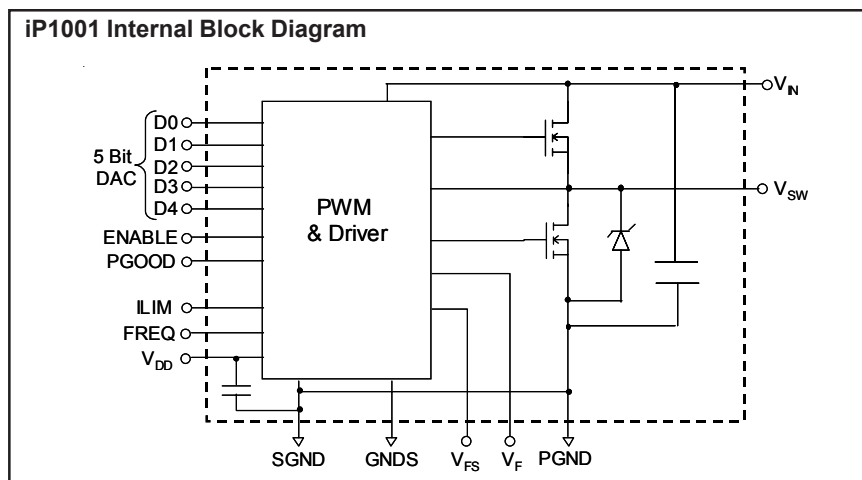 iP1001 Internal Block Diagram
V_IN
D0
D1
5 Bit
DAC
D2
D3
D4
V_SW
PWM
& Driver
ENABLE
PGOOD
ILIM
FREQ
V_DD
SGND
GNDS
V_FS
V_F
PGND